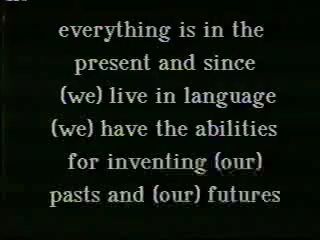 everything is in the
present and since
(we) live in language
(we) have the abilities
for inventing (our)
pasts and (our) futures